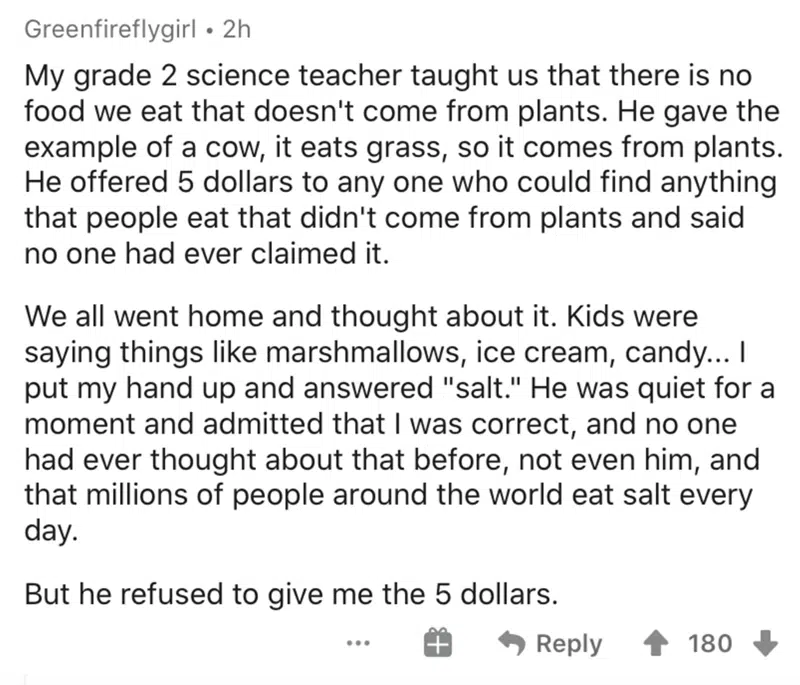 Greenfireflygirl • 2h
My grade 2 science teacher taught us that there is no
food we eat that doesn't come from plants. He gave the
example of a cow, it eats grass, so it comes from plants.
He offered 5 dollars to any one who could find anything
that people eat that didn't come from plants and said
no one had ever claimed it.
We all went home and thought about it. Kids were
saying things like marshmallows, ice cream, candy... I
put my hand up and answered "salt." He was quiet for a
moment and admitted that I was correct, and no one
had ever thought about that before, not even him, and
that millions of people around the world eat salt every
day.
But he refused to give me the 5 dollars.
Reply 180